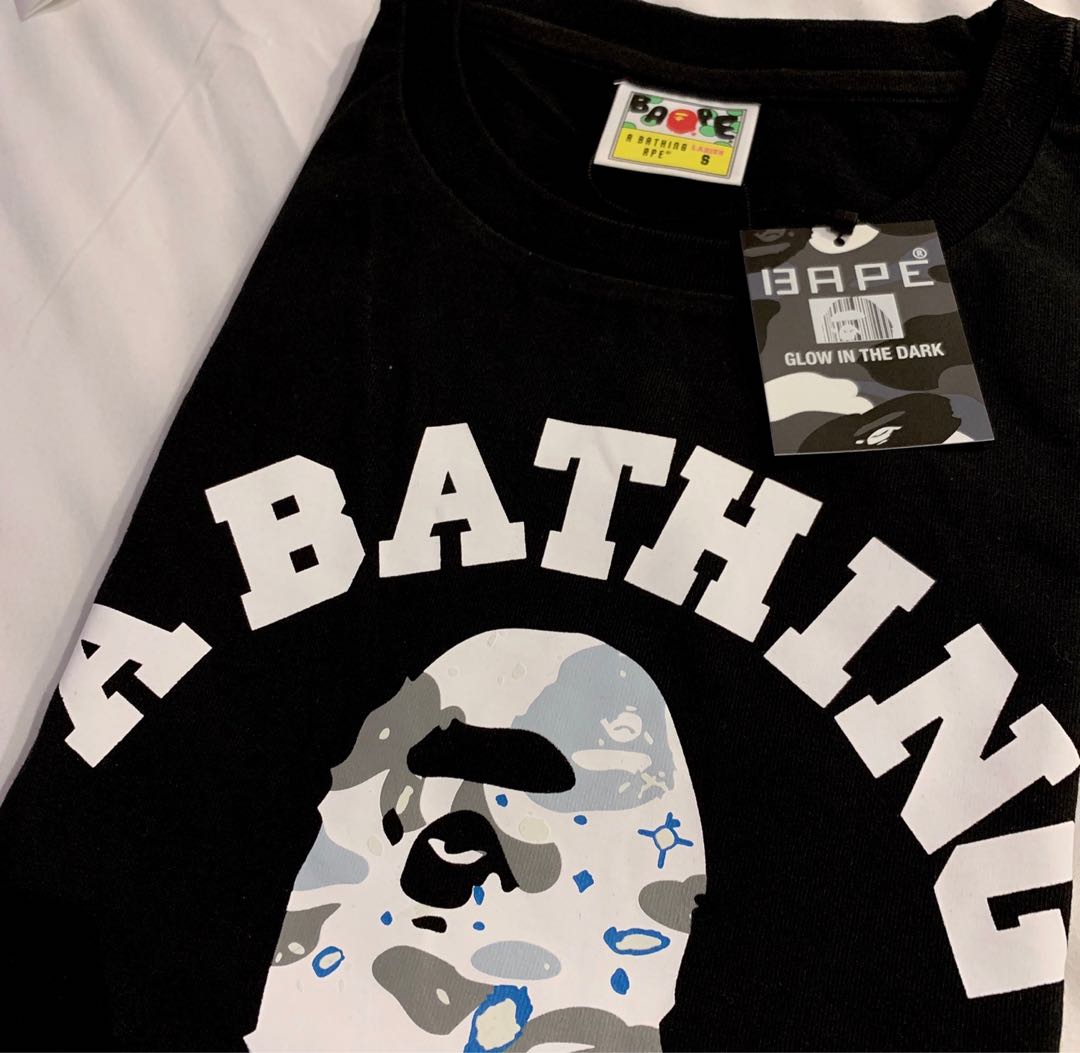 BAPE
A BATHING
APE®
LADIES
S
BAPE®
GLOW IN THE DARK
A BATHING